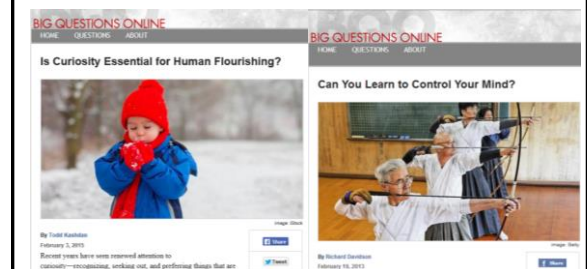 BIG QUESTIONS ONLINE
HOME QUESTIONS ABOUT
Is Curiosity Essential for Human Flourishing?
image: iStock
By Todd Kashdan
February 3, 2015
Share
Tweet
Recent years have seen renewed attention to
curiosity—recognizing, seeking out, and preferring things that are
BIG QUESTIONS ONLINE
HOME QUESTIONS ABOUT
Can You Learn to Control Your Mind?
image: Getty
By Richard Davidson
February 10, 2015
Share